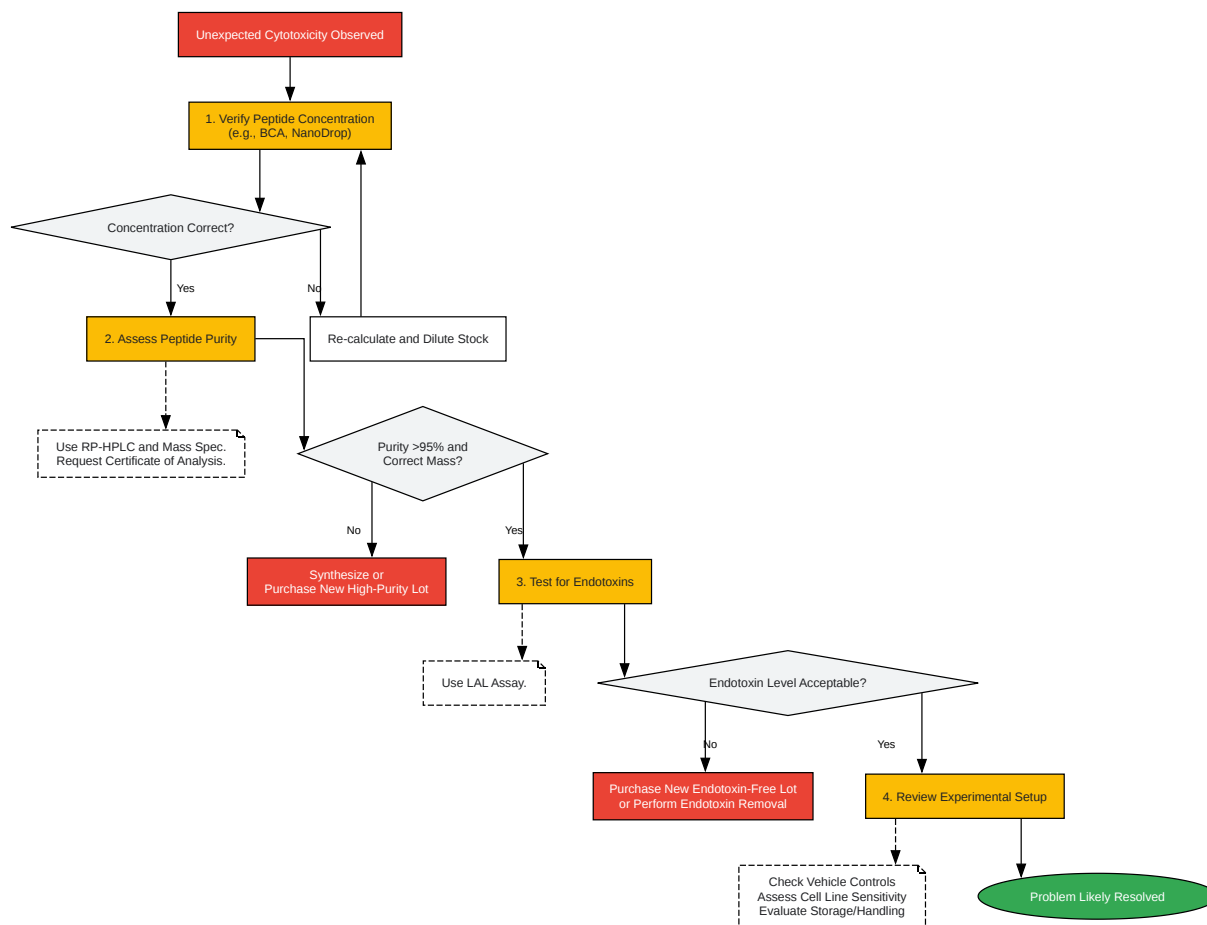 Unexpected Cytotoxicity Observed
1. Verify Peptide Concentration
(e.g., BCA, NanoDrop)
Concentration Correct?
Yes
No
2. Assess Peptide Purity
Re-calculate and Dilute Stock
Use RP-HPLC and Mass Spec.
Request Certificate of Analysis.
Purity >95% and
Correct Mass?
No
Yes
Synthesize or
Purchase New High-Purity Lot
3. Test for Endotoxins
Use LAL Assay.
Endotoxin Level Acceptable?
No
Yes
Purchase New Endotoxin-Free Lot
or Perform Endotoxin Removal
4. Review Experimental Setup
Check Vehicle Controls
Assess Cell Line Sensitivity
Evaluate Storage/Handling
Problem Likely Resolved